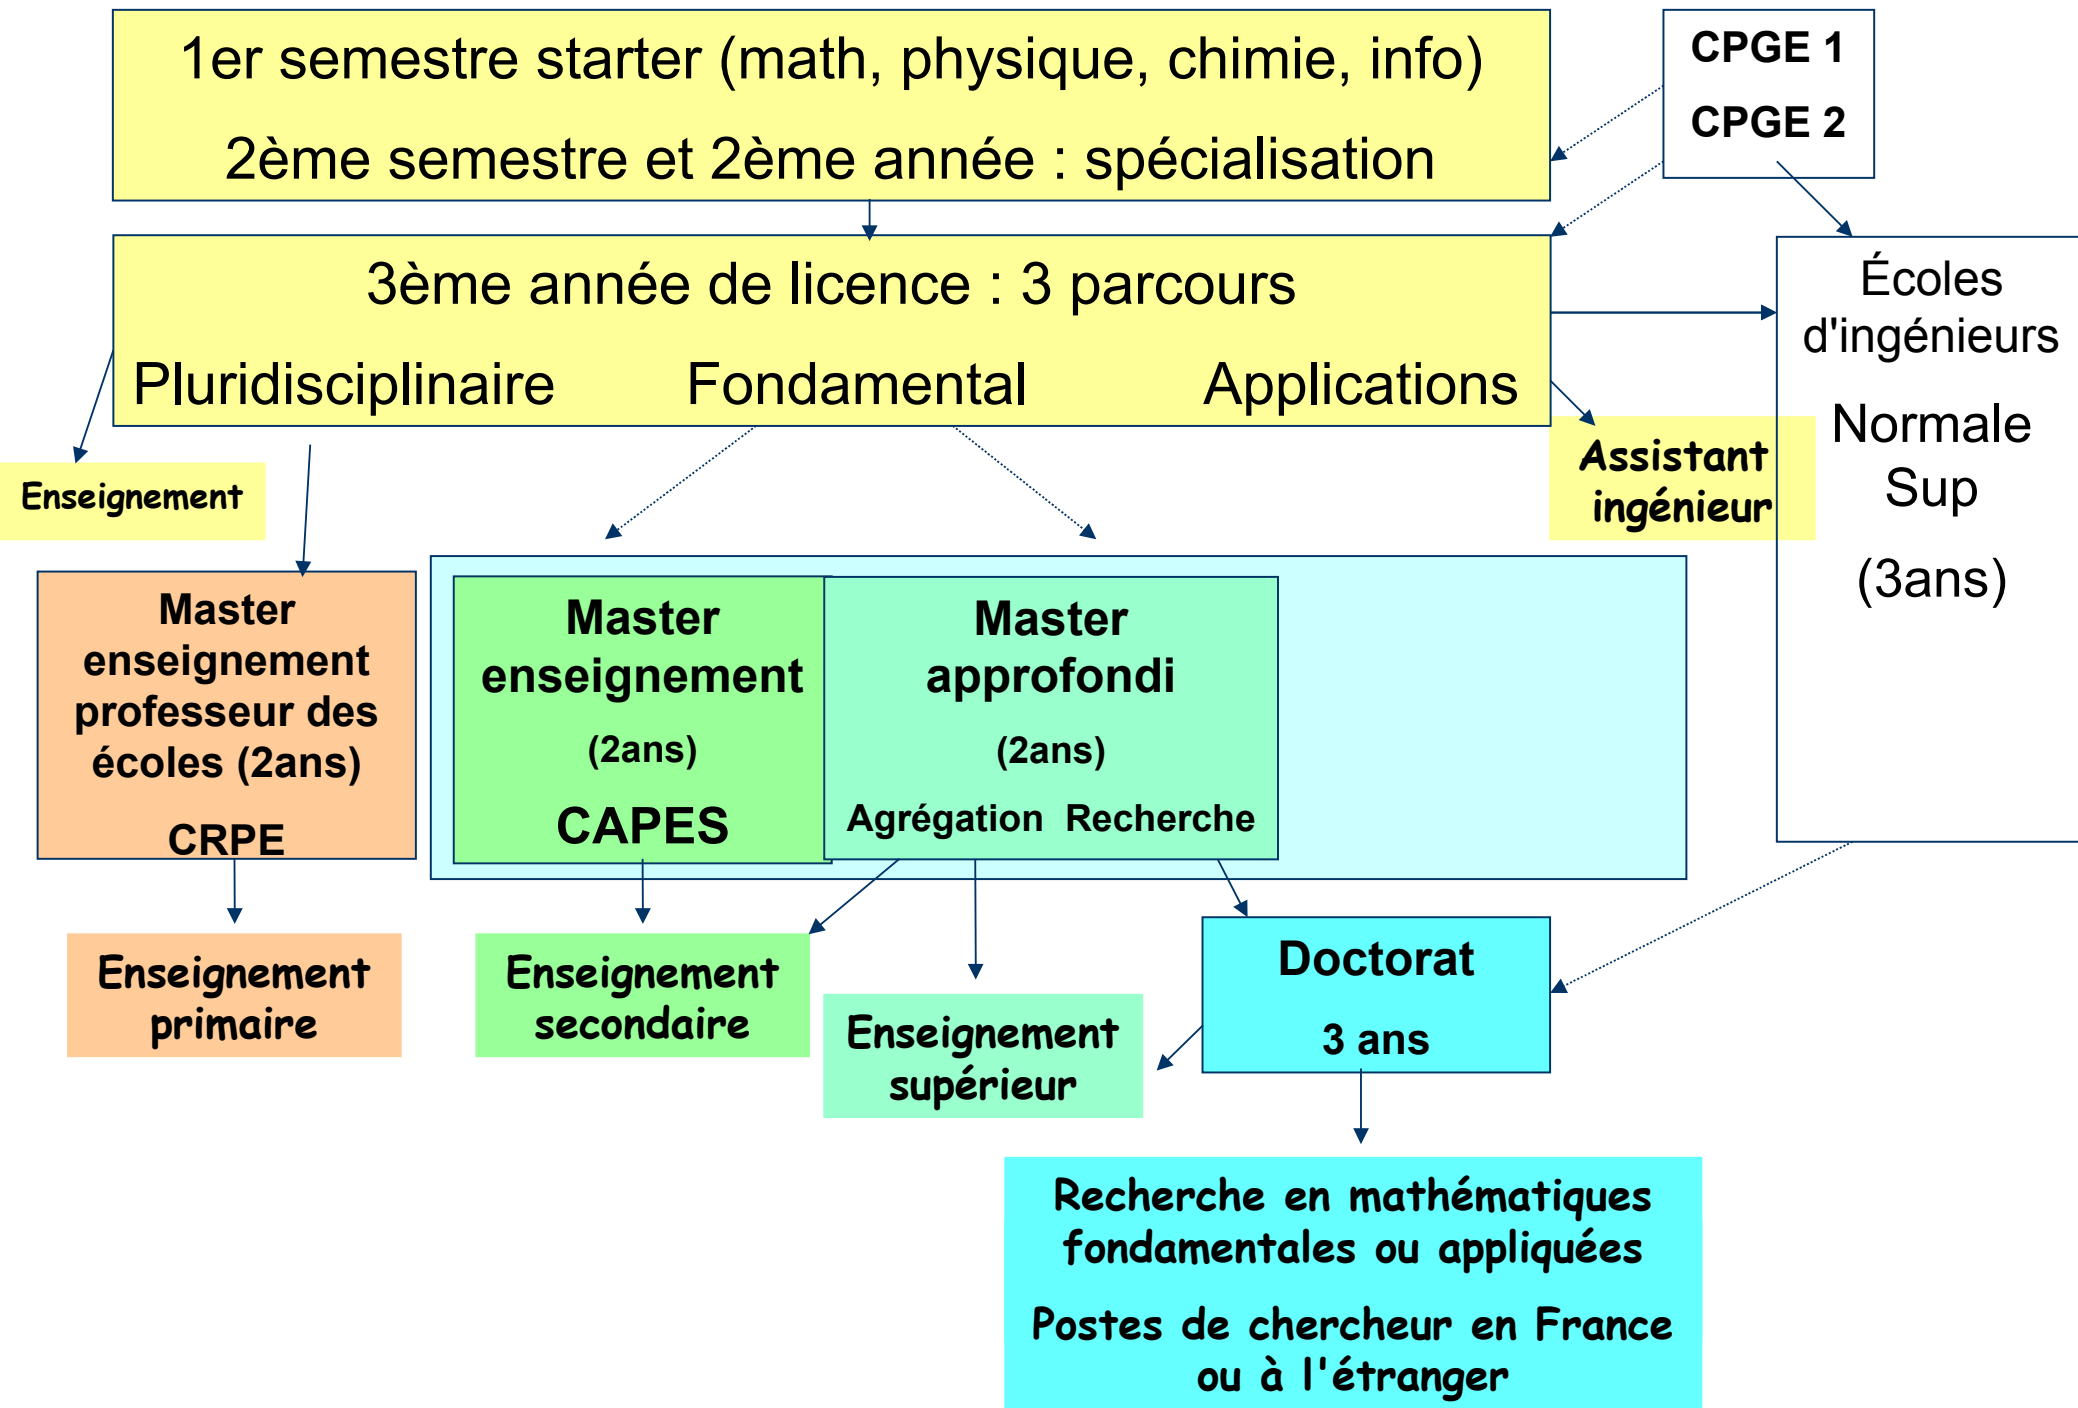 1er semestre starter (math, physique, chimie, info)
2ème semestre et 2ème année : spécialisation
CPGE 1
CPGE 2
3ème année de licence : 3 parcours
Pluridisciplinaire Fondamental Applications
Écoles
d'ingénieurs
Normale
Sup
(3ans)
Enseignement
Assistant
ingénieur
Master
enseignement
professeur des
écoles (2ans)
CRPE
Master
enseignement
(2ans)
CAPES
Master
approfondi
(2ans)
Agrégation Recherche
Enseignement
primaire
Enseignement
secondaire
Enseignement
supérieur
Doctorat
3 ans
Recherche en mathématiques
fondamentales ou appliquées
Postes de chercheur en France
ou à l'étranger